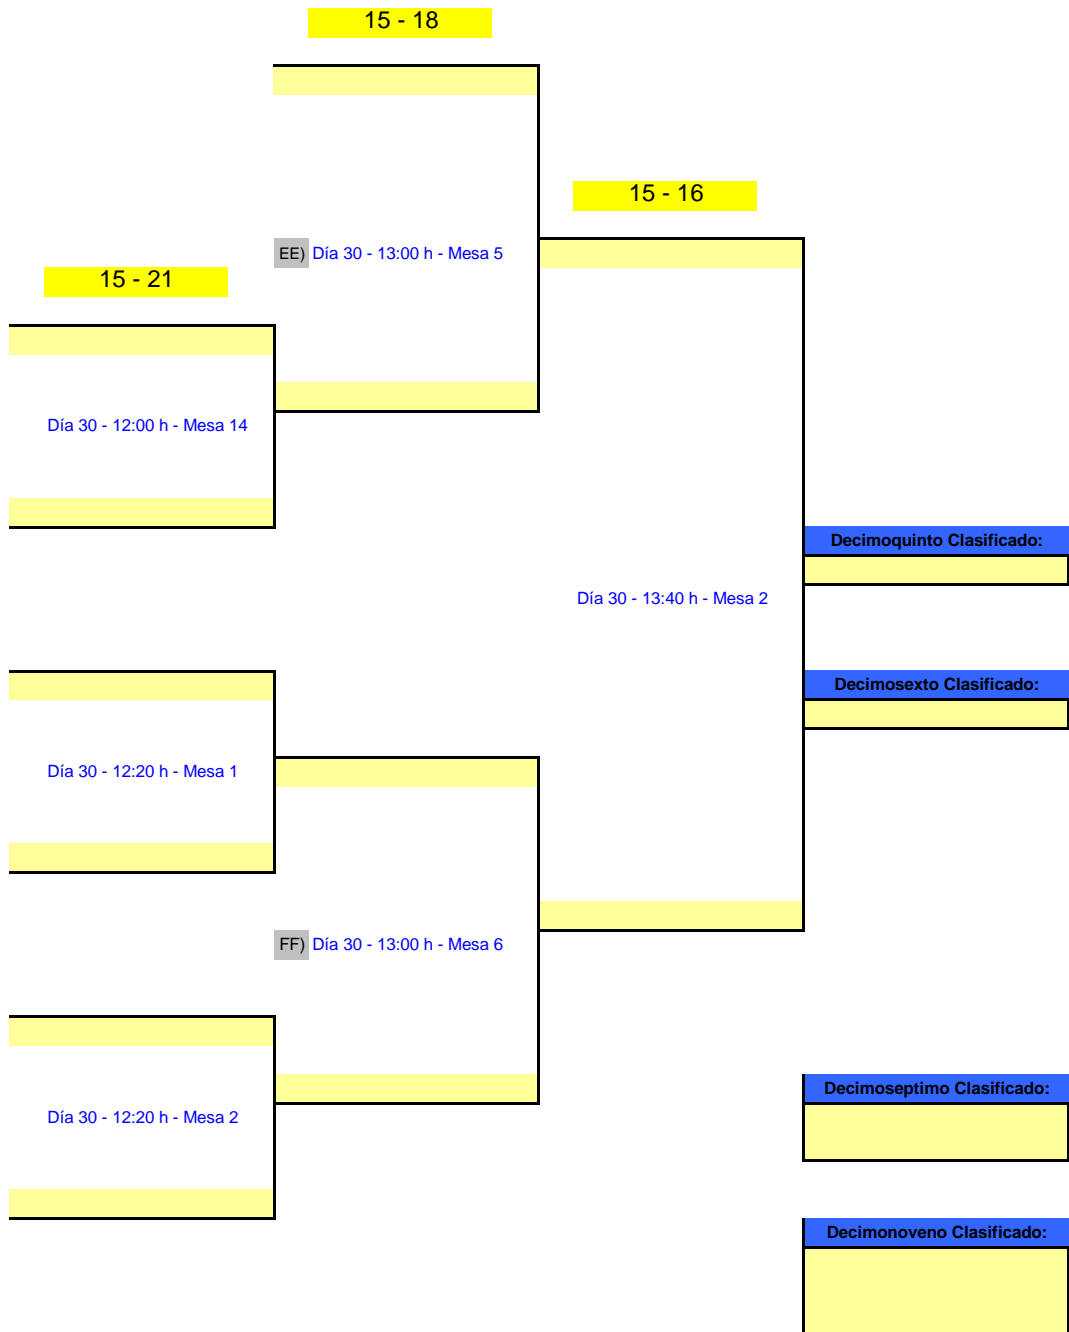 15 - 18
15 - 16
EE) Día 30 - 13:00 h - Mesa 5
15 - 21
Día 30 - 12:00 h - Mesa 14
Decimoquinto Clasificado:
Día 30 - 13:40 h - Mesa 2
Decimosexto Clasificado:
Día 30 - 12:20 h - Mesa 1
FF) Día 30 - 13:00 h - Mesa 6
Decimoseptimo Clasificado:
Día 30 - 12:20 h - Mesa 2
Decimonoveno Clasificado: